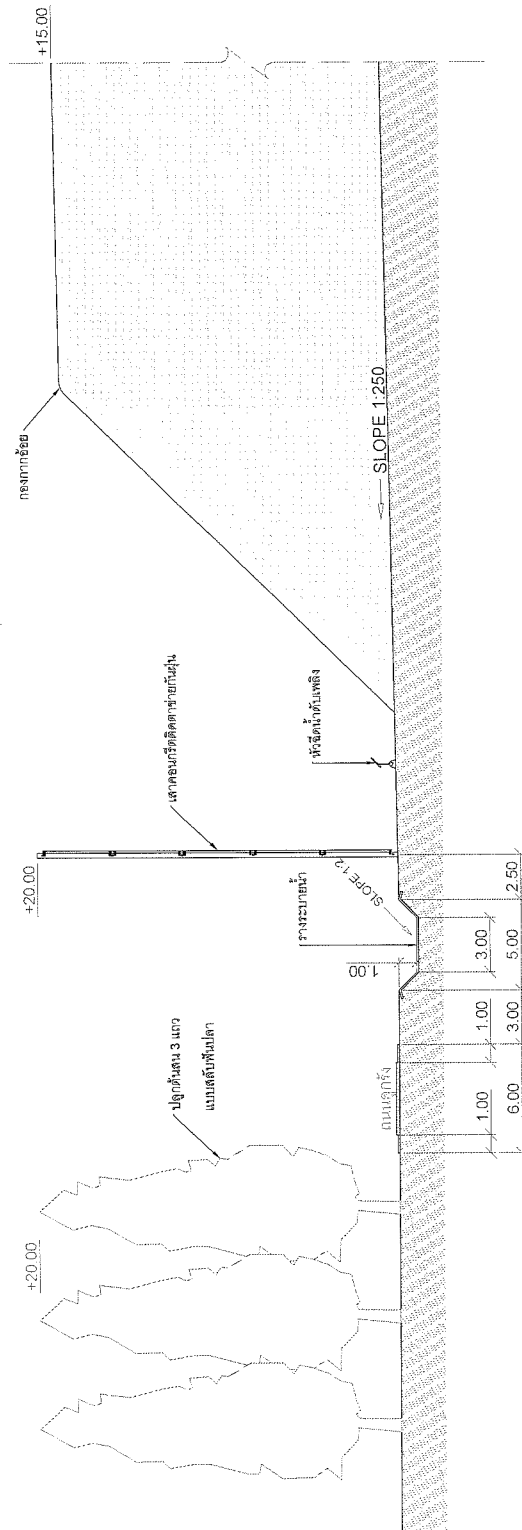 +15.00
กองกากอ้อย
SLOPE 1:250
หัวฉีดน้ำดับเพลิง
เสาคอนกรีตติดตาข่ายกันฝุ่น
+20.00
รางระบายน้ำ
SLOPE 1:2
1.00
ปลูกต้นสน 3 แถว
แบบสลับฟันปลา
+20.00
ถนนลูกรัง
1.00
1.00
3.00
6.00
3.00
5.00
2.50